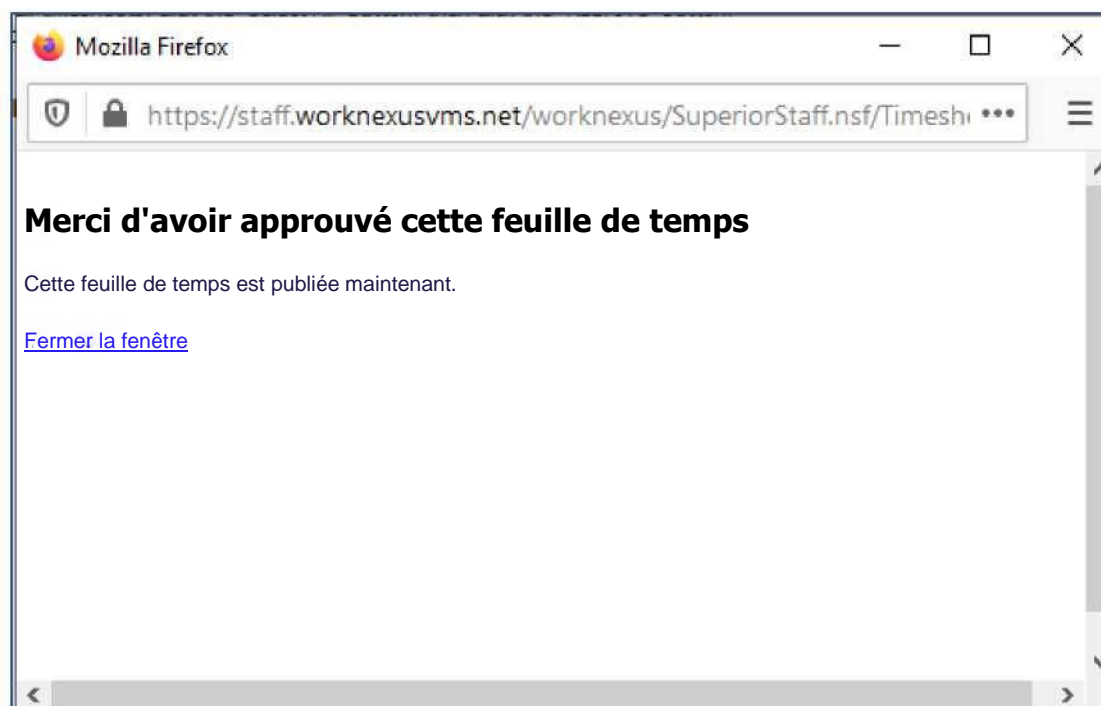 Mozilla Firefox
https://staff.worknexusvms.net/worknexus/SuperiorStaff.nsf/Timesh
Merci d'avoir approuvé cette feuille de temps
Cette feuille de temps est publiée maintenant.
Fermer la fenêtre